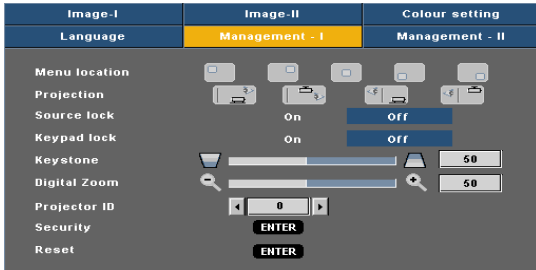 Image-I Image-II Colour setting
Language Management - I Management - II
Menu location
Projection
Source lock On Off
Keypad lock On Off
Keystone 50
Digital Zoom 50
Projector ID 0
Security ENTER
Reset ENTER